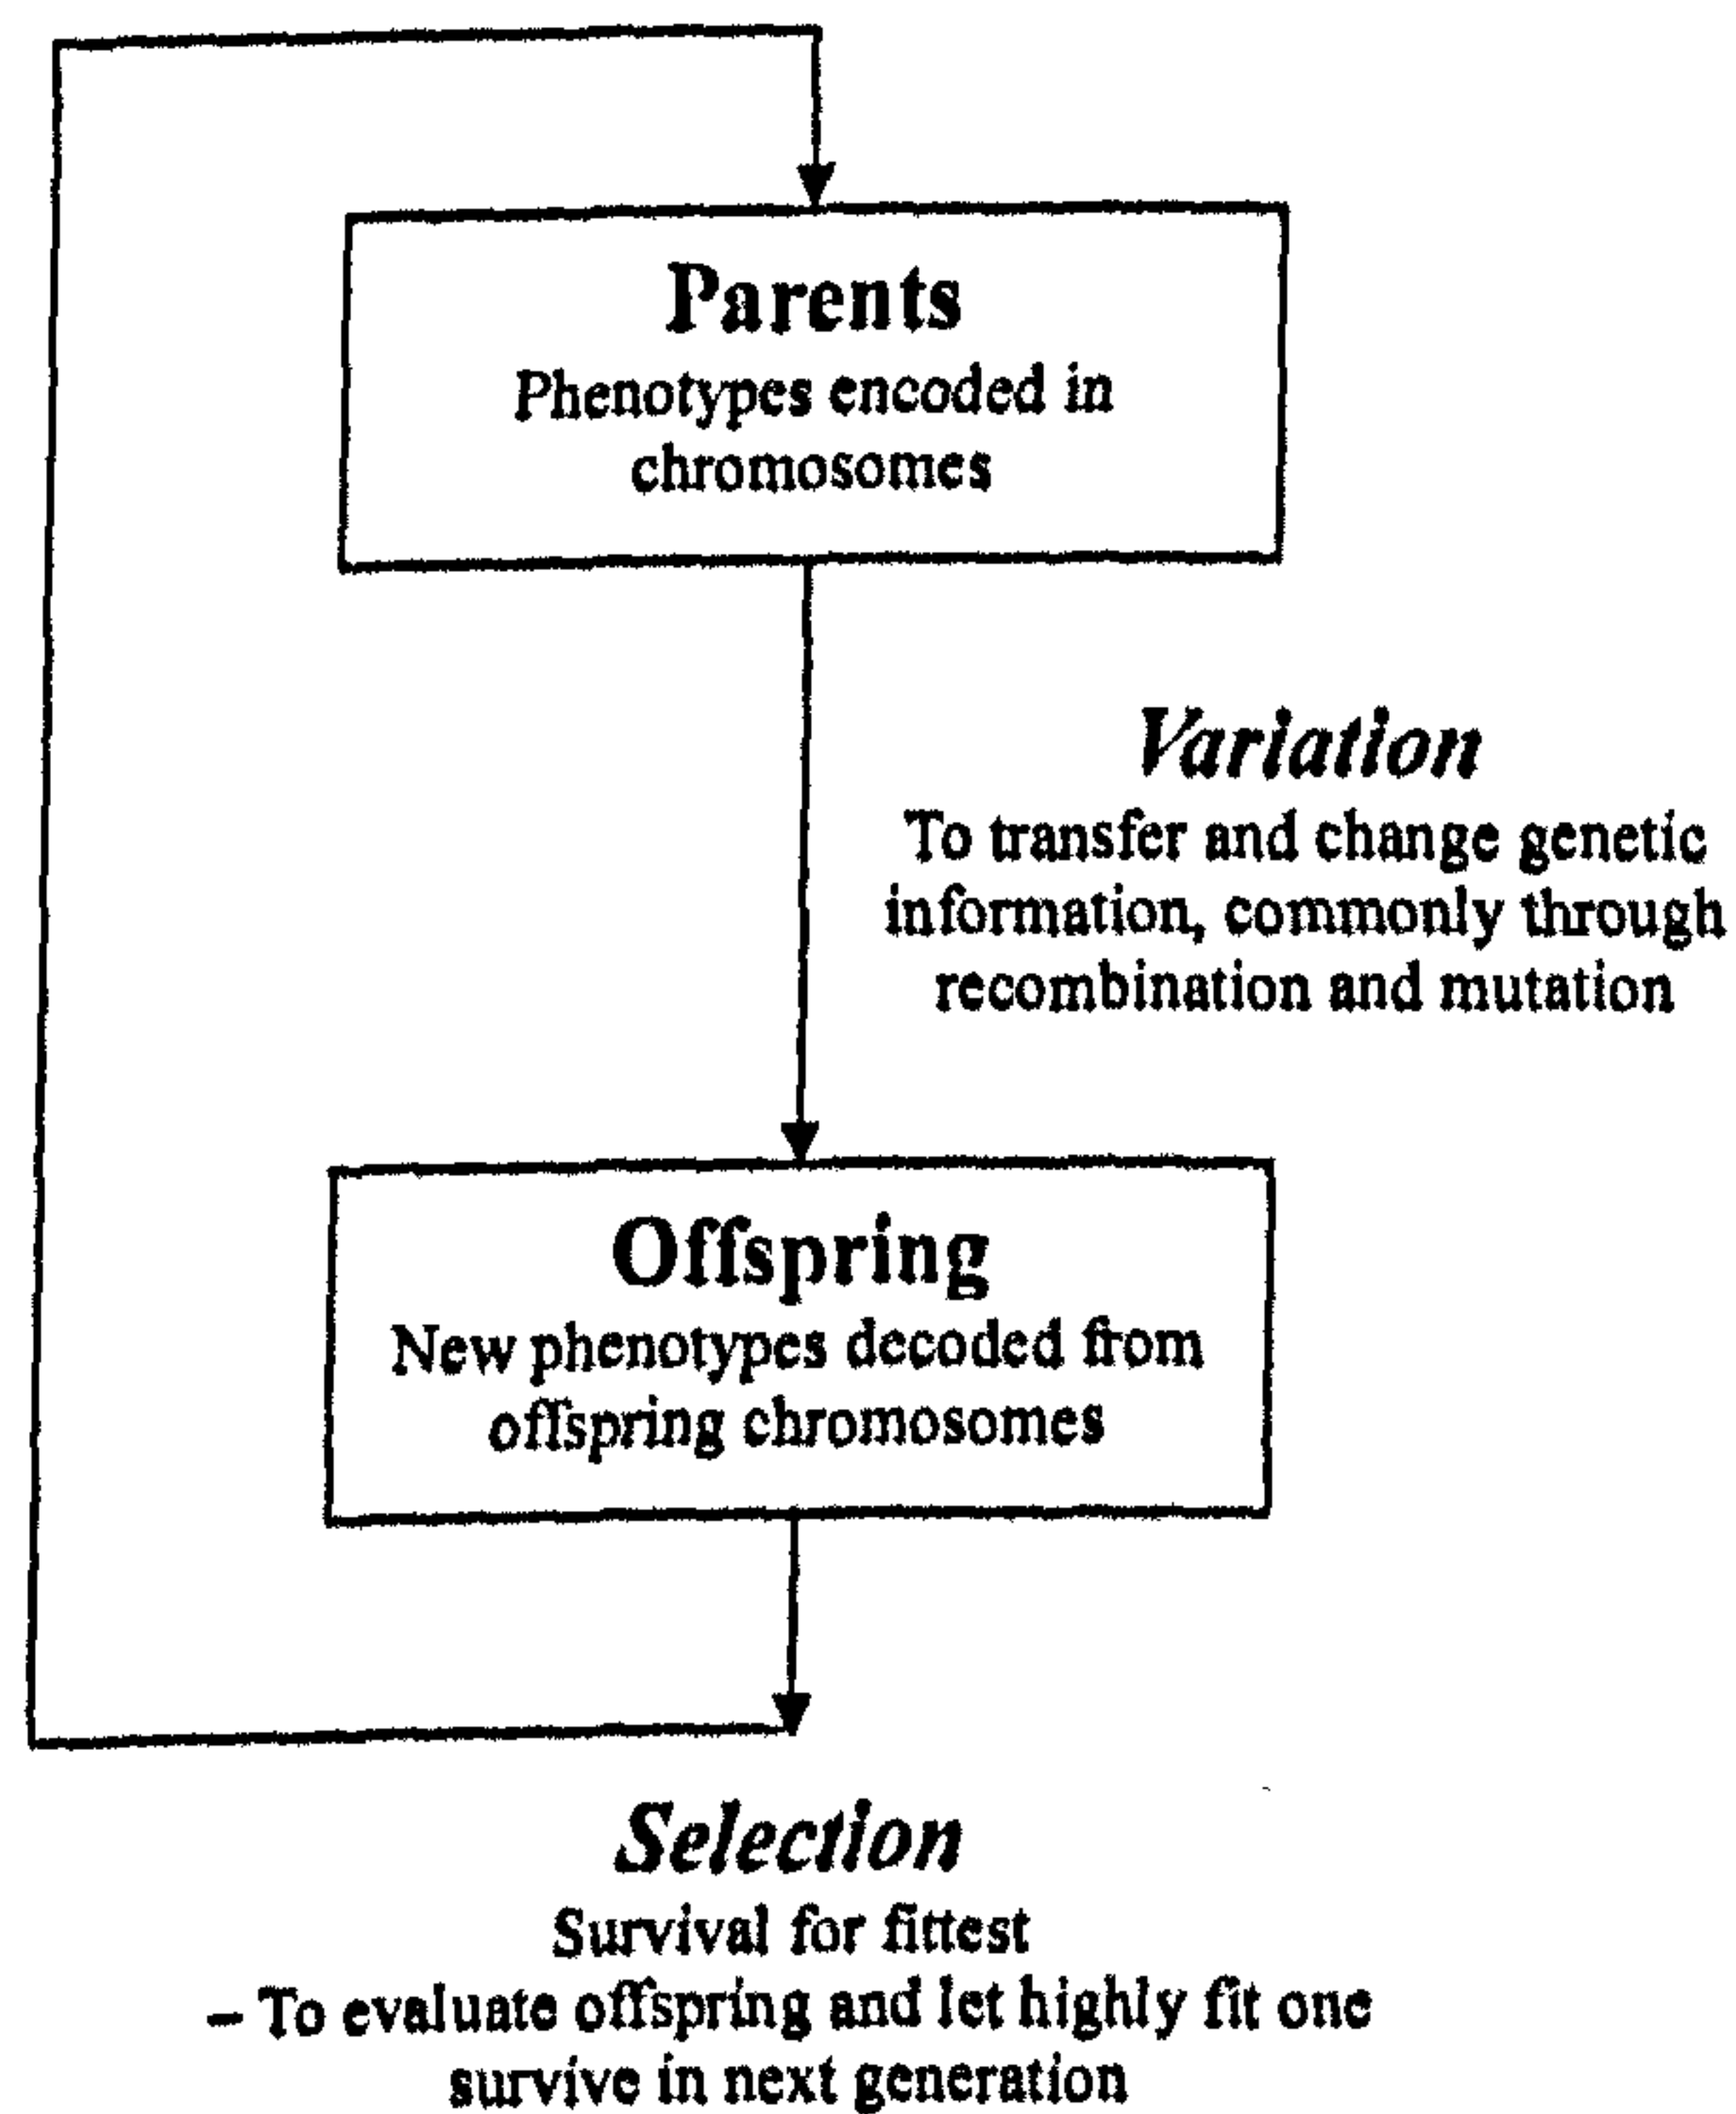 Parents
Phenotypes encoded in
chromosomes
Variation
To transfer and change genetic
information, commonly through
recombination and mutation
Offspring
New phenotypes decoded from
offspring chromosomes
Selection
Survival for fittest
– To evaluate offspring and let highly fit one
survive in next generation